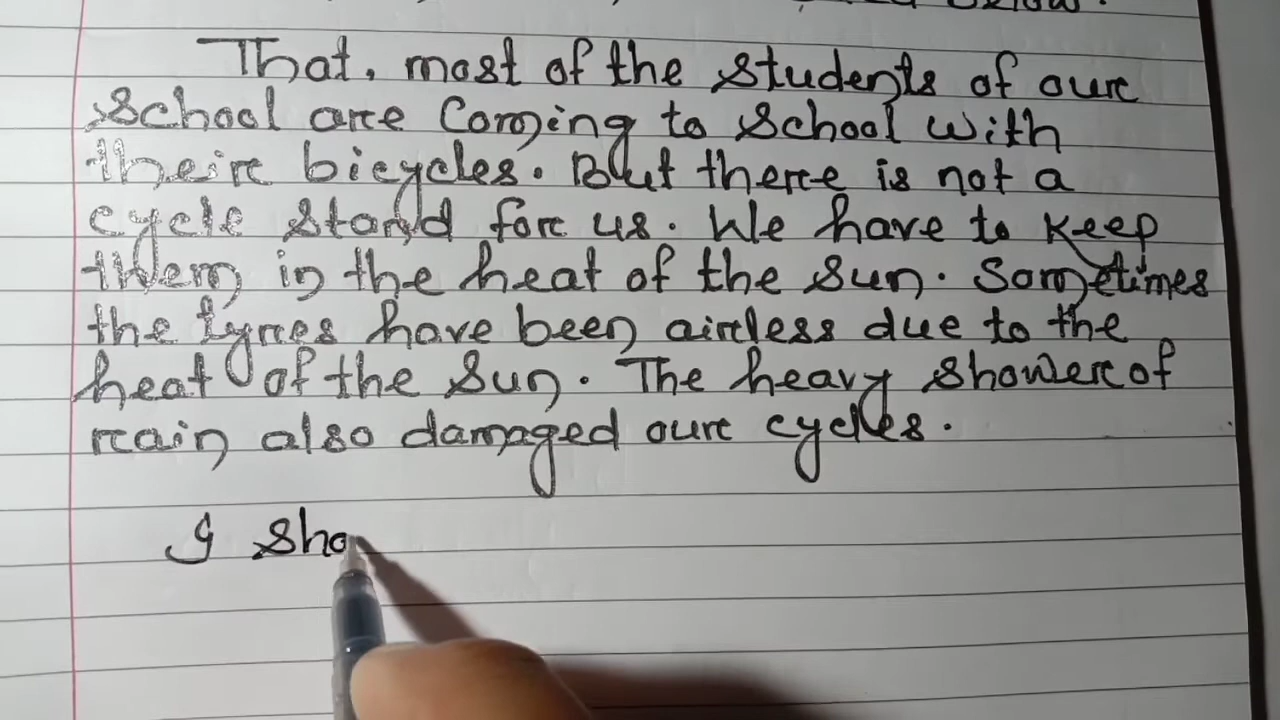 below.
That, most of the students of our
School are Coming to School with
their bicycles. But there is not a
cycle stand for us. We have to keep
them in the heat of the sun. Sometimes
the tyres have been airless due to the
heat of the sun. The heavy shower of
rain also damaged our cycles.
I sho